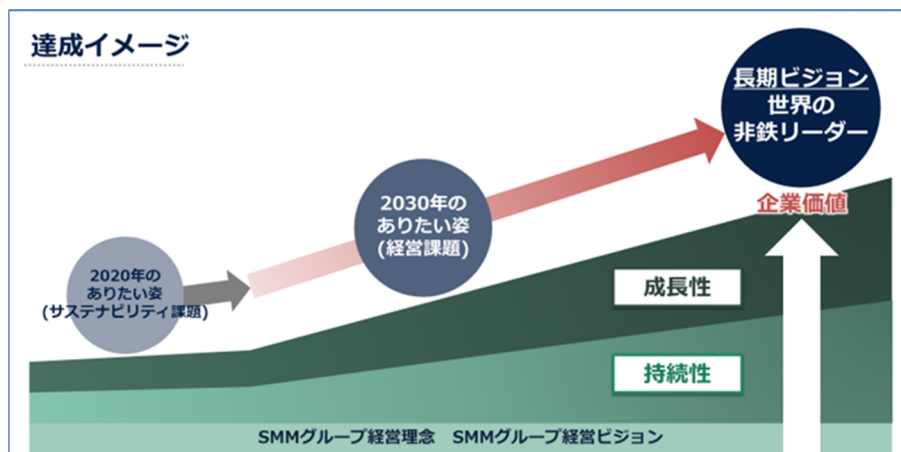 達成イメージ
長期ビジョン
世界の
非鉄リーダー
企業価値
2030年の
ありたい姿
(経営課題)
2020年の
ありたい姿
(サステナビリティ課題)
成長性
持続性
SMMグループ経営理念 SMMグループ経営ビジョン